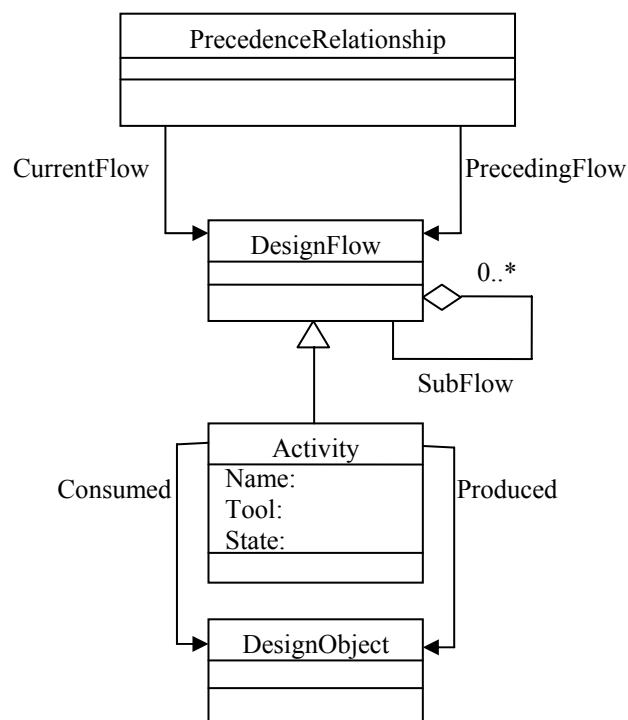 PrecedenceRelationship
CurrentFlow
PrecedingFlow
DesignFlow
0..*
SubFlow
Activity
Consumed
Name:
Tool:
State:
Produced
DesignObject